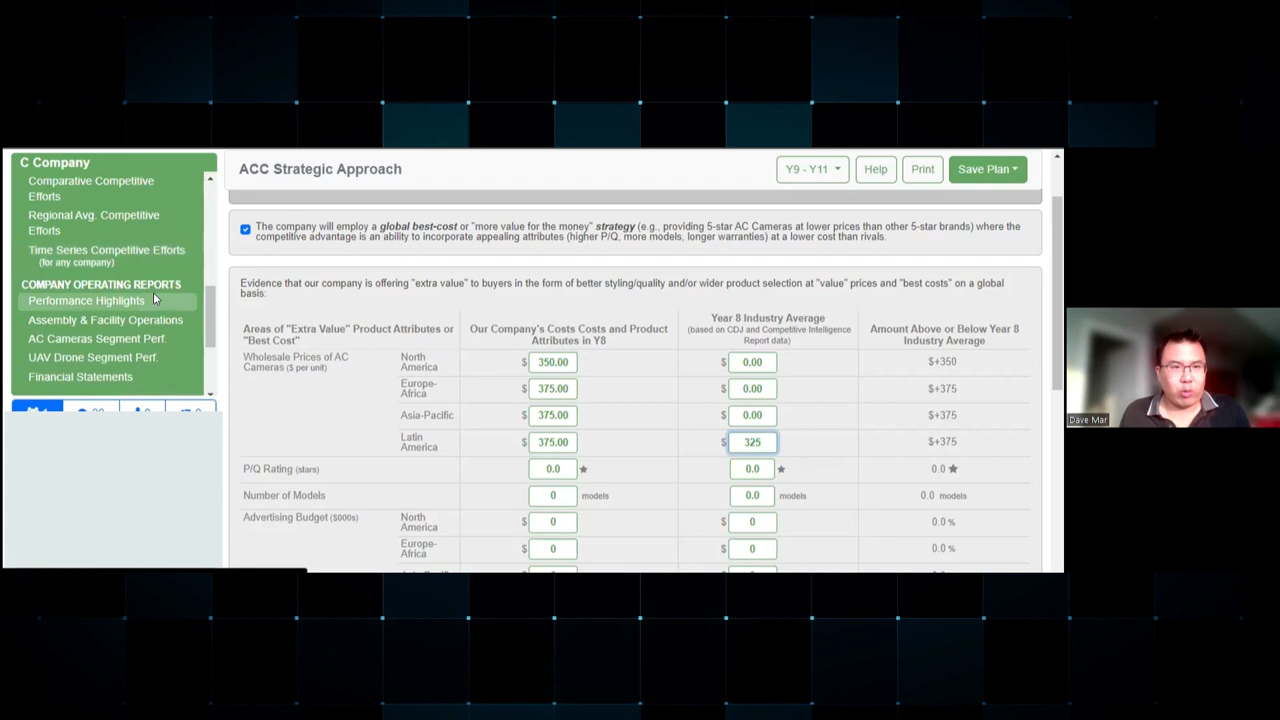 C Company
Comparative Competitive
Efforts
Regional Avg. Competitive
Efforts
Time Series Competitive Efforts
(for any company)
COMPANY OPERATING REPORTS
Performance Highlights
Assembly & Facility Operations
AC Cameras Segment Perf.
UAV Drone Segment Perf.
Financial Statements
ACC Strategic Approach
Y9 - Y11
Help
Print
Save Plan
The company will employ a global best-cost or "more value for the money" strategy (e.g., providing 5-star AC Cameras at lower prices than other 5-star brands) where the
competitive advantage is an ability to incorporate appealing attributes (higher P/Q, more models, longer warranties) at a lower cost than rivals.
Evidence that our company is offering "extra value" to buyers in the form of better styling/quality and/or wider product selection at "value" prices and "best costs" on a global
basis:
Areas of "Extra Value" Product Attributes or
"Best Cost"
Our Company's Costs Costs and Product
Attributes in Y8
Year 8 Industry Average
(based on CDJ and Competitive Intelligence
Report data)
Amount Above or Below Year 8
Industry Average
Wholesale Prices of AC
Cameras ($ per unit)
North
America
$ 350.00
$ 0.00
$+350
Europe-
Africa
$ 375.00
$ 0.00
$+375
Asia-Pacific
$ 375.00
$ 0.00
$+375
Latin
America
$ 375.00
$ 325
$+375
P/Q Rating (stars)
0.0 ★
0.0 ★
0.0 ★
Number of Models
0 models
0.0 models
0.0 models
Advertising Budget ($000s)
North
America
$ 0
$ 0
0.0 %
Europe-
Africa
$ 0
$ 0
0.0 %
Dave Mar